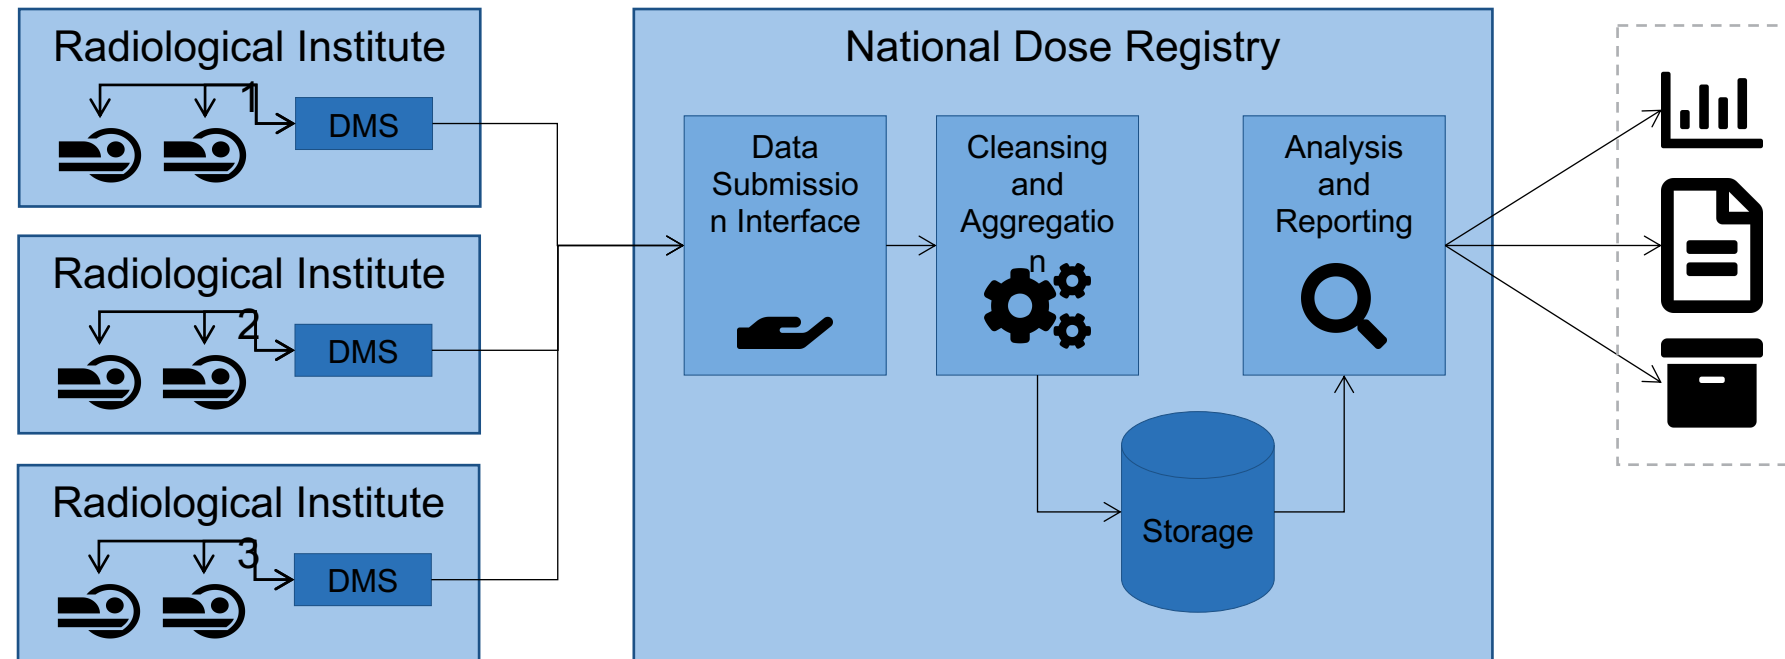 Radiological Institute
1
DMS
Radiological Institute
2
DMS
Radiological Institute
3
DMS
National Dose Registry
Data
Submissio
n Interface
Cleansing
and
Aggregatio
n
Analysis
and
Reporting
Storage